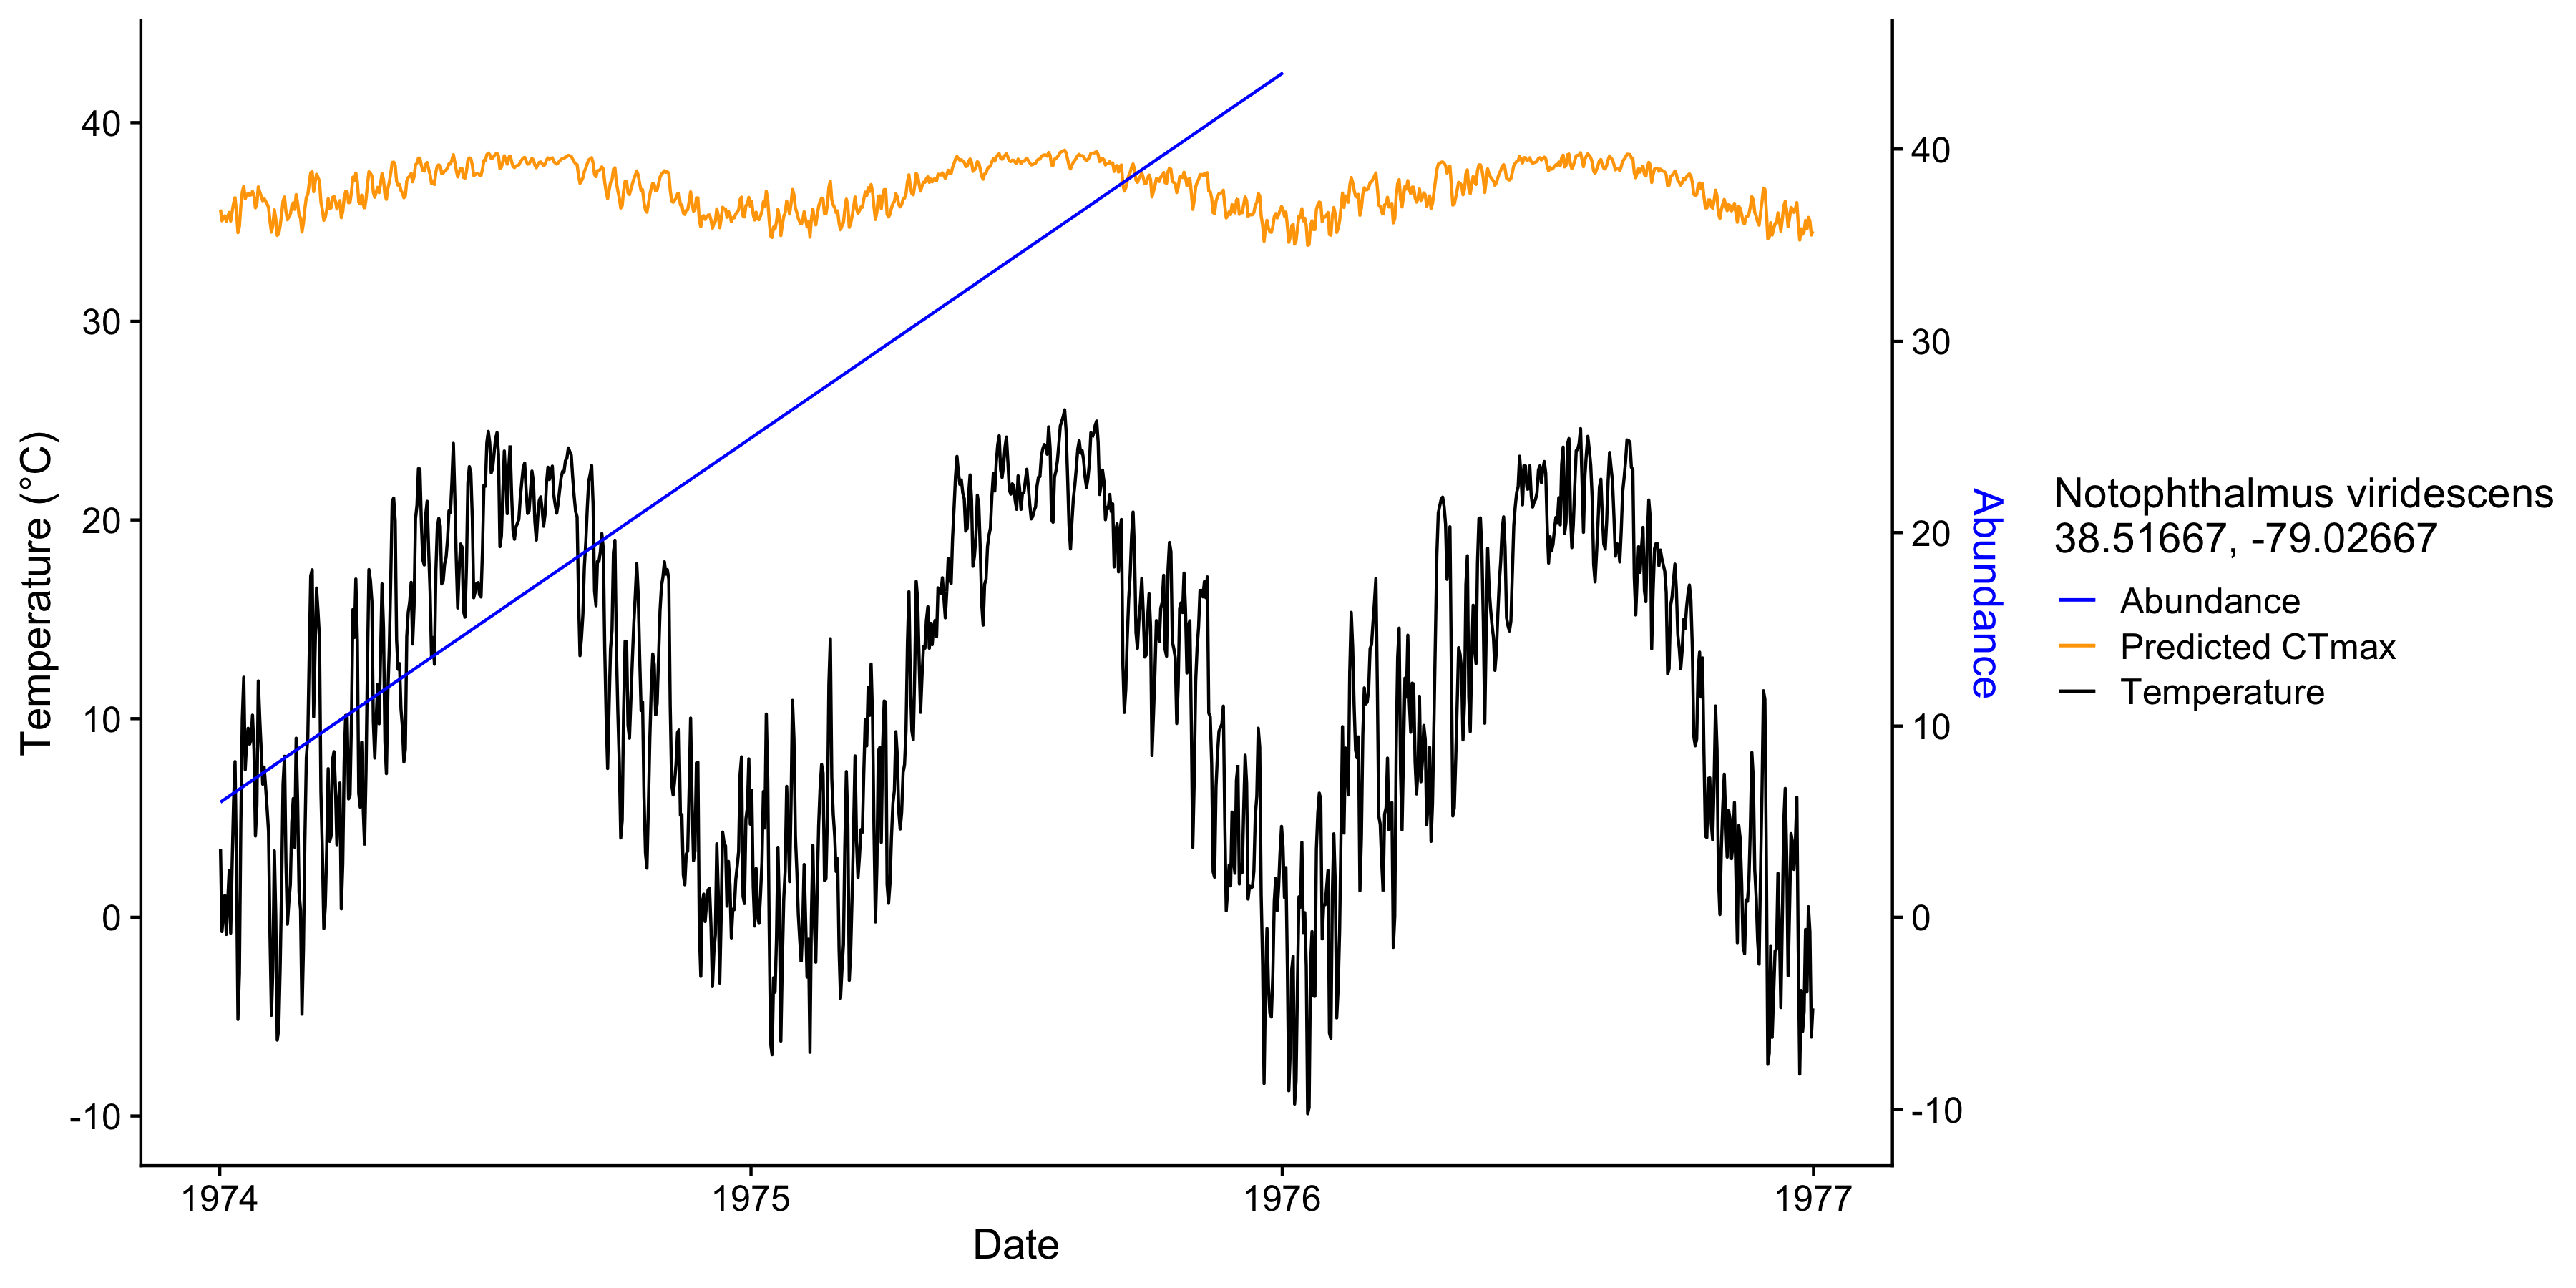 Temperature (°C)
40
30
20
10
0
-10
1974
1975
1976
1977
Date
40
30
20
10
0
-10
Abundance
Notophthalmus viridescens
38.51667, -79.02667
Abundance
Predicted CTmax
Temperature